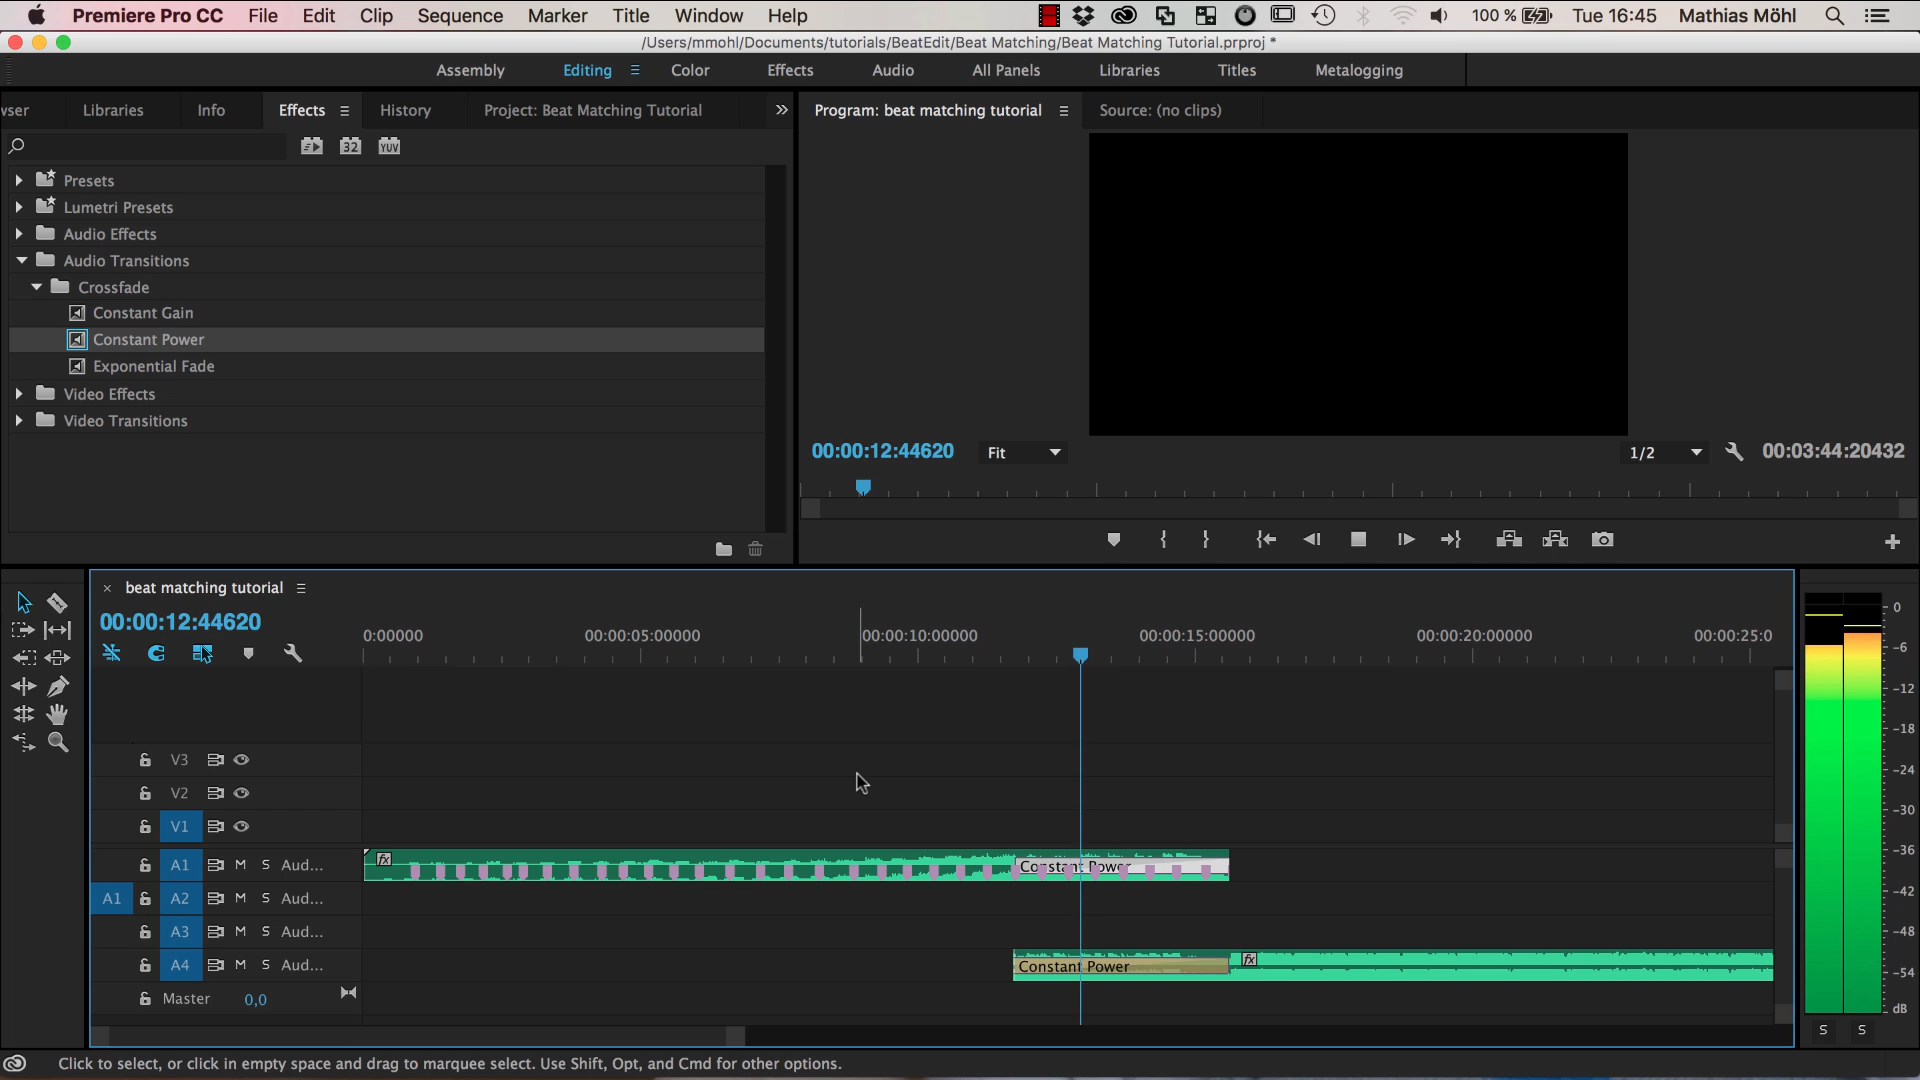 Premiere Pro CC File Edit Clip Sequence Marker Title Window Help 100 % Tue 16:45 Mathias Möhl
/Users/mmohl/Documents/tutorials/BeatEdit/Beat Matching/Beat Matching Tutorial.prproj *
Assembly Editing Color Effects Audio All Panels Libraries Titles Metalogging
wser Libraries Info Effects History Project: Beat Matching Tutorial
Program: beat matching tutorial Source: (no clips)
32 YUV
Presets
Lumetri Presets
Audio Effects
Audio Transitions
Crossfade
Constant Gain
Constant Power
Exponential Fade
Video Effects
Video Transitions
00:00:12:44620 Fit 1/2 00:03:44:20432
beat matching tutorial
00:00:12:44620
0:00000 00:00:05:00000 00:00:10:00000 00:00:15:00000 00:00:20:00000 00:00:25:0
V3
V2
V1
A1 M S Aud... fx Constant Power
A1 A2 M S Aud...
A3 M S Aud...
A4 M S Aud... Constant Power fx
Master 0,0
0
-6
-12
-18
-24
-30
-36
-42
-48
-54
dB
S S
Click to select, or click in empty space and drag to marquee select. Use Shift, Opt, and Cmd for other options.